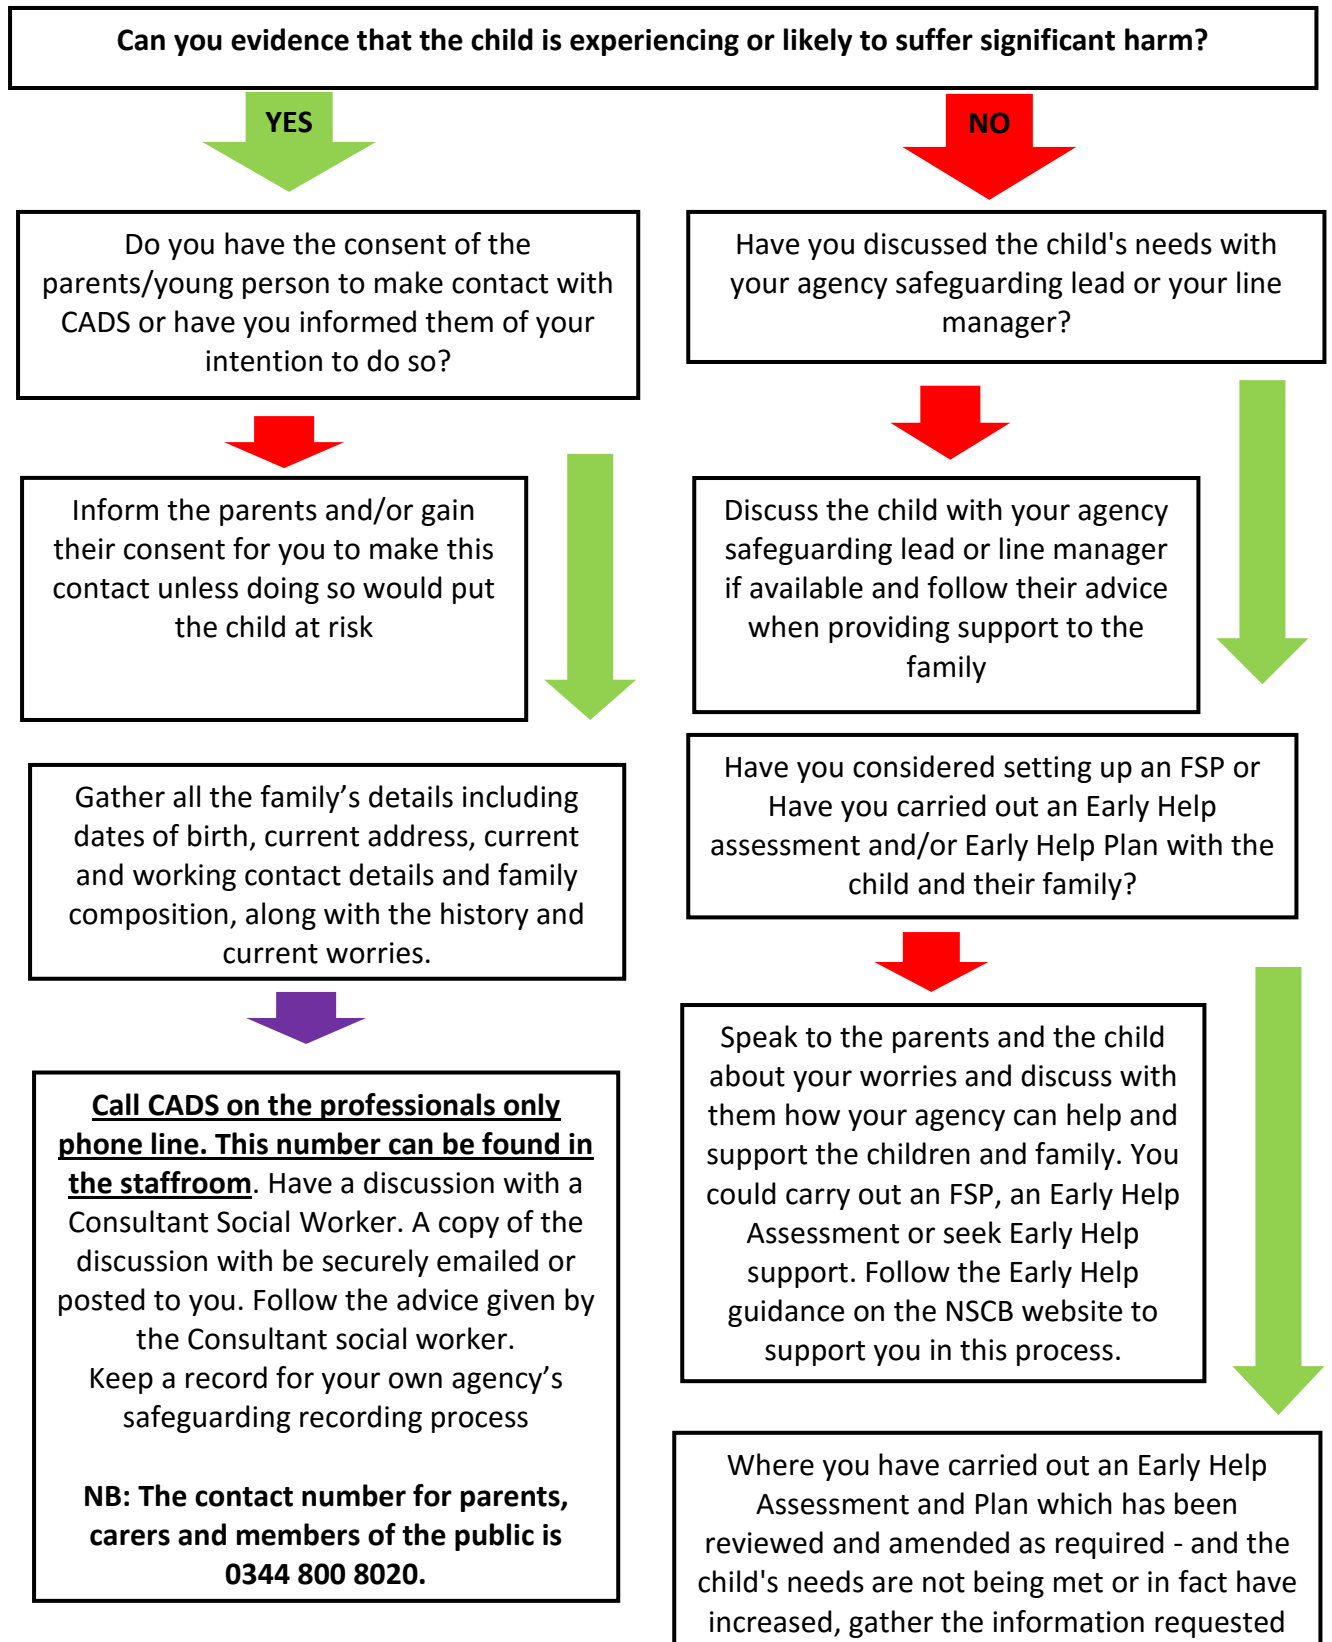 Can you evidence that the child is experiencing or likely to suffer significant harm?
YES
NO
Do you have the consent of the
parents/young person to make contact with
CADS or have you informed them of your
intention to do so?
Have you discussed the child's needs with
your agency safeguarding lead or your line
manager?
Inform the parents and/or gain
their consent for you to make this
contact unless doing so would put
the child at risk
Discuss the child with your agency
safeguarding lead or line manager
if available and follow their advice
when providing support to the
family
Gather all the family’s details including
dates of birth, current address, current
and working contact details and family
composition, along with the history and
current worries.
Have you considered setting up an FSP or
Have you carried out an Early Help
assessment and/or Early Help Plan with the
child and their family?
Call CADS on the professionals only
phone line. This number can be found in
the staffroom. Have a discussion with a
Consultant Social Worker. A copy of the
discussion with be securely emailed or
posted to you. Follow the advice given by
the Consultant social worker.
Keep a record for your own agency’s
safeguarding recording process
NB: The contact number for parents,
carers and members of the public is
0344 800 8020.
Speak to the parents and the child
about your worries and discuss with
them how your agency can help and
support the children and family. You
could carry out an FSP, an Early Help
Assessment or seek Early Help
support. Follow the Early Help
guidance on the NSCB website to
support you in this process.
Where you have carried out an Early Help
Assessment and Plan which has been
reviewed and amended as required - and the
child's needs are not being met or in fact have
increased, gather the information requested